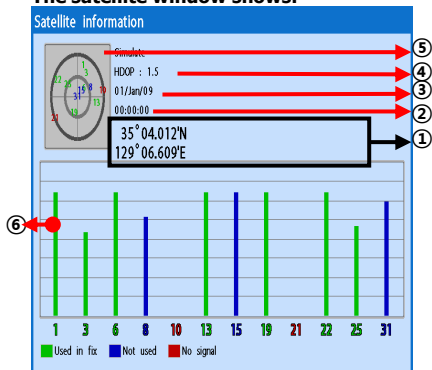 The satellite window shows:
Satellite information
Simulate
HDOP : 1.5
01/Jan/09
00:00:00
35°04.012'N
129°06.609'E
⑤
④
③
②
①
⑥
1 3 6 8 10 13 15 19 21 22 25 31
Used in fix Not used No signal